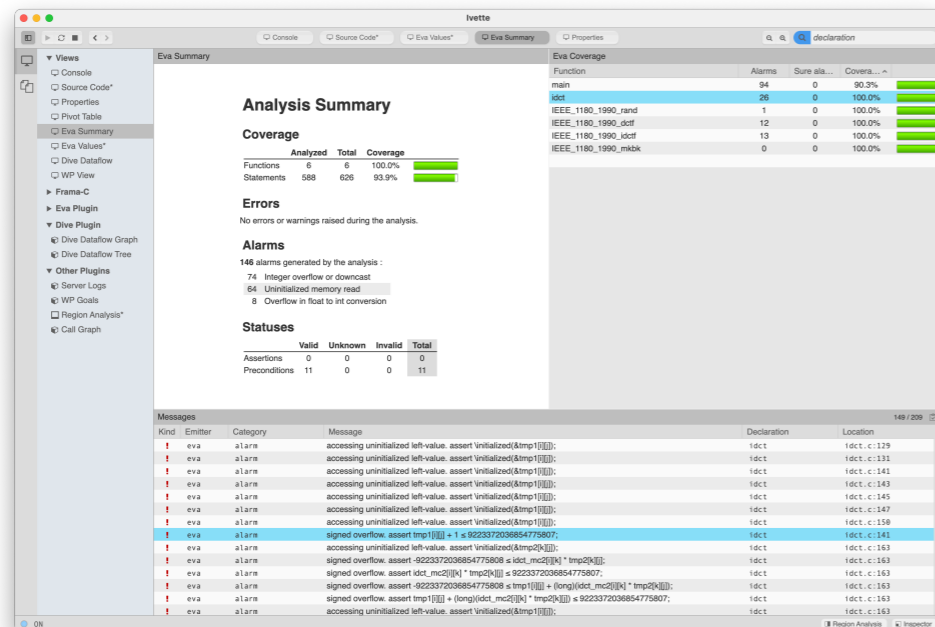 Ivette
Console Source Code* Eva Values* Eva Summary Properties declaration
Views
Console
Source Code*
Properties
Pivot Table
Eva Summary
Eva Values*
Dive Dataflow
WP View
Frama-C
Eva Plugin
Dive Plugin
Dive Dataflow Graph
Dive Dataflow Tree
Other Plugins
Server Logs
WP Goals
Region Analysis*
Call Graph
Eva Summary
Analysis Summary
Coverage
Analyzed Total Coverage
Functions 6 6 100.0%
Statements 588 626 93.9%
Errors
No errors or warnings raised during the analysis.
Alarms
146 alarms generated by the analysis :
74 Integer overflow or downcast
64 Uninitialized memory read
8 Overflow in float to int conversion
Statuses
Valid Unknown Invalid Total
Assertions 0 0 0 0
Preconditions 11 0 0 11
Eva Coverage
Function Alarms Sure ala... Covera...
main 94 0 90.3%
idct 26 0 100.0%
IEEE_1180_1990_rand 1 0 100.0%
IEEE_1180_1990_dctf 12 0 100.0%
IEEE_1180_1990_idctf 13 0 100.0%
IEEE_1180_1990_mkbk 0 0 100.0%
Messages 149 / 209
Kind Emitter Category Message Declaration Location
! eva alarm accessing uninitialized left-value. assert \initialized(&tmp1[i][j]); idct idct.c:129
! eva alarm accessing uninitialized left-value. assert \initialized(&tmp1[i][j]); idct idct.c:131
! eva alarm accessing uninitialized left-value. assert \initialized(&tmp1[i][j]); idct idct.c:141
! eva alarm accessing uninitialized left-value. assert \initialized(&tmp1[i][j]); idct idct.c:143
! eva alarm accessing uninitialized left-value. assert \initialized(&tmp1[i][j]); idct idct.c:145
! eva alarm accessing uninitialized left-value. assert \initialized(&tmp1[i][j]); idct idct.c:147
! eva alarm accessing uninitialized left-value. assert \initialized(&tmp1[i][j]); idct idct.c:150
! eva alarm signed overflow. assert tmp1[i][j] + 1 ≤ 9223372036854775807; idct idct.c:141
! eva alarm accessing uninitialized left-value. assert \initialized(&tmp2[k][j]); idct idct.c:163
! eva alarm signed overflow. assert -9223372036854775808 ≤ idct_mc2[i][k] * tmp2[k][j]; idct idct.c:163
! eva alarm signed overflow. assert idct_mc2[i][k] * tmp2[k][j] ≤ 9223372036854775807; idct idct.c:163
! eva alarm signed overflow. assert -9223372036854775808 ≤ tmp1[i][j] + (long)(idct_mc2[i][k] * tmp2[k][j]); idct idct.c:163
! eva alarm signed overflow. assert tmp1[i][j] + (long)(idct_mc2[i][k] * tmp2[k][j]) ≤ 9223372036854775807; idct idct.c:163
! eva alarm accessing uninitialized left-value. assert \initialized(&tmp1[i][j]); idct idct.c:163
ON Region Analysis Inspector